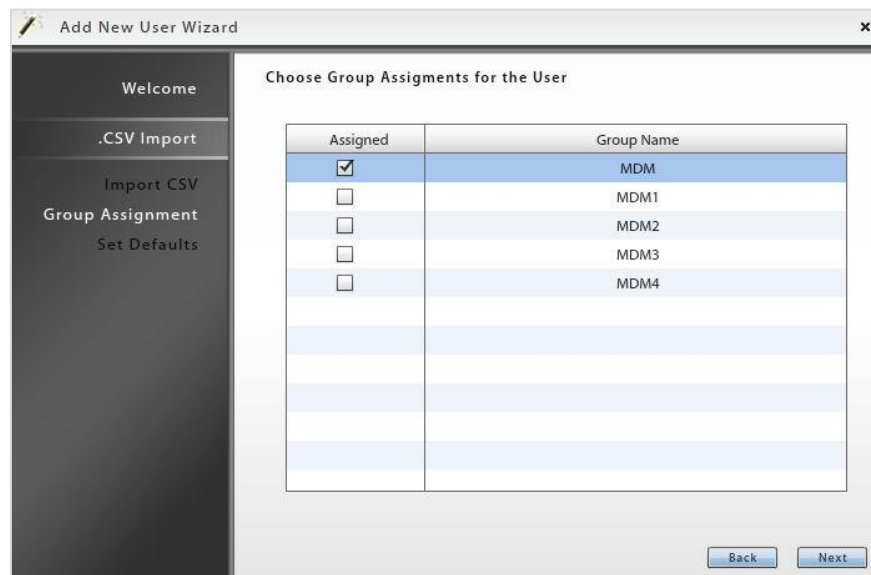 Add New User Wizard
x
Welcome
.CSV Import
Import CSV
Group Assignment
Set Defaults
Choose Group Assigments for the User
Assigned Group Name
MDM
MDM1
MDM2
MDM3
MDM4
Back Next